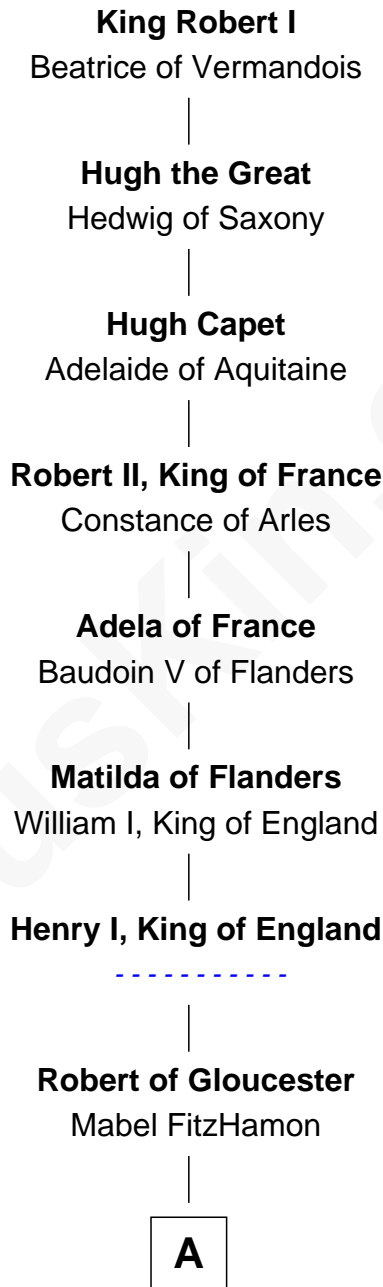 King Robert I
Beatrice of Vermandois
Hugh the Great
Hedwig of Saxony
Hugh Capet
Adelaide of Aquitaine
Robert II, King of France
Constance of Arles
Adela of France
Baudoin V of Flanders
Matilda of Flanders
William I, King of England
Henry I, King of England
- - - - - - - - - - -
Robert of Gloucester
Mabel FitzHamon
A